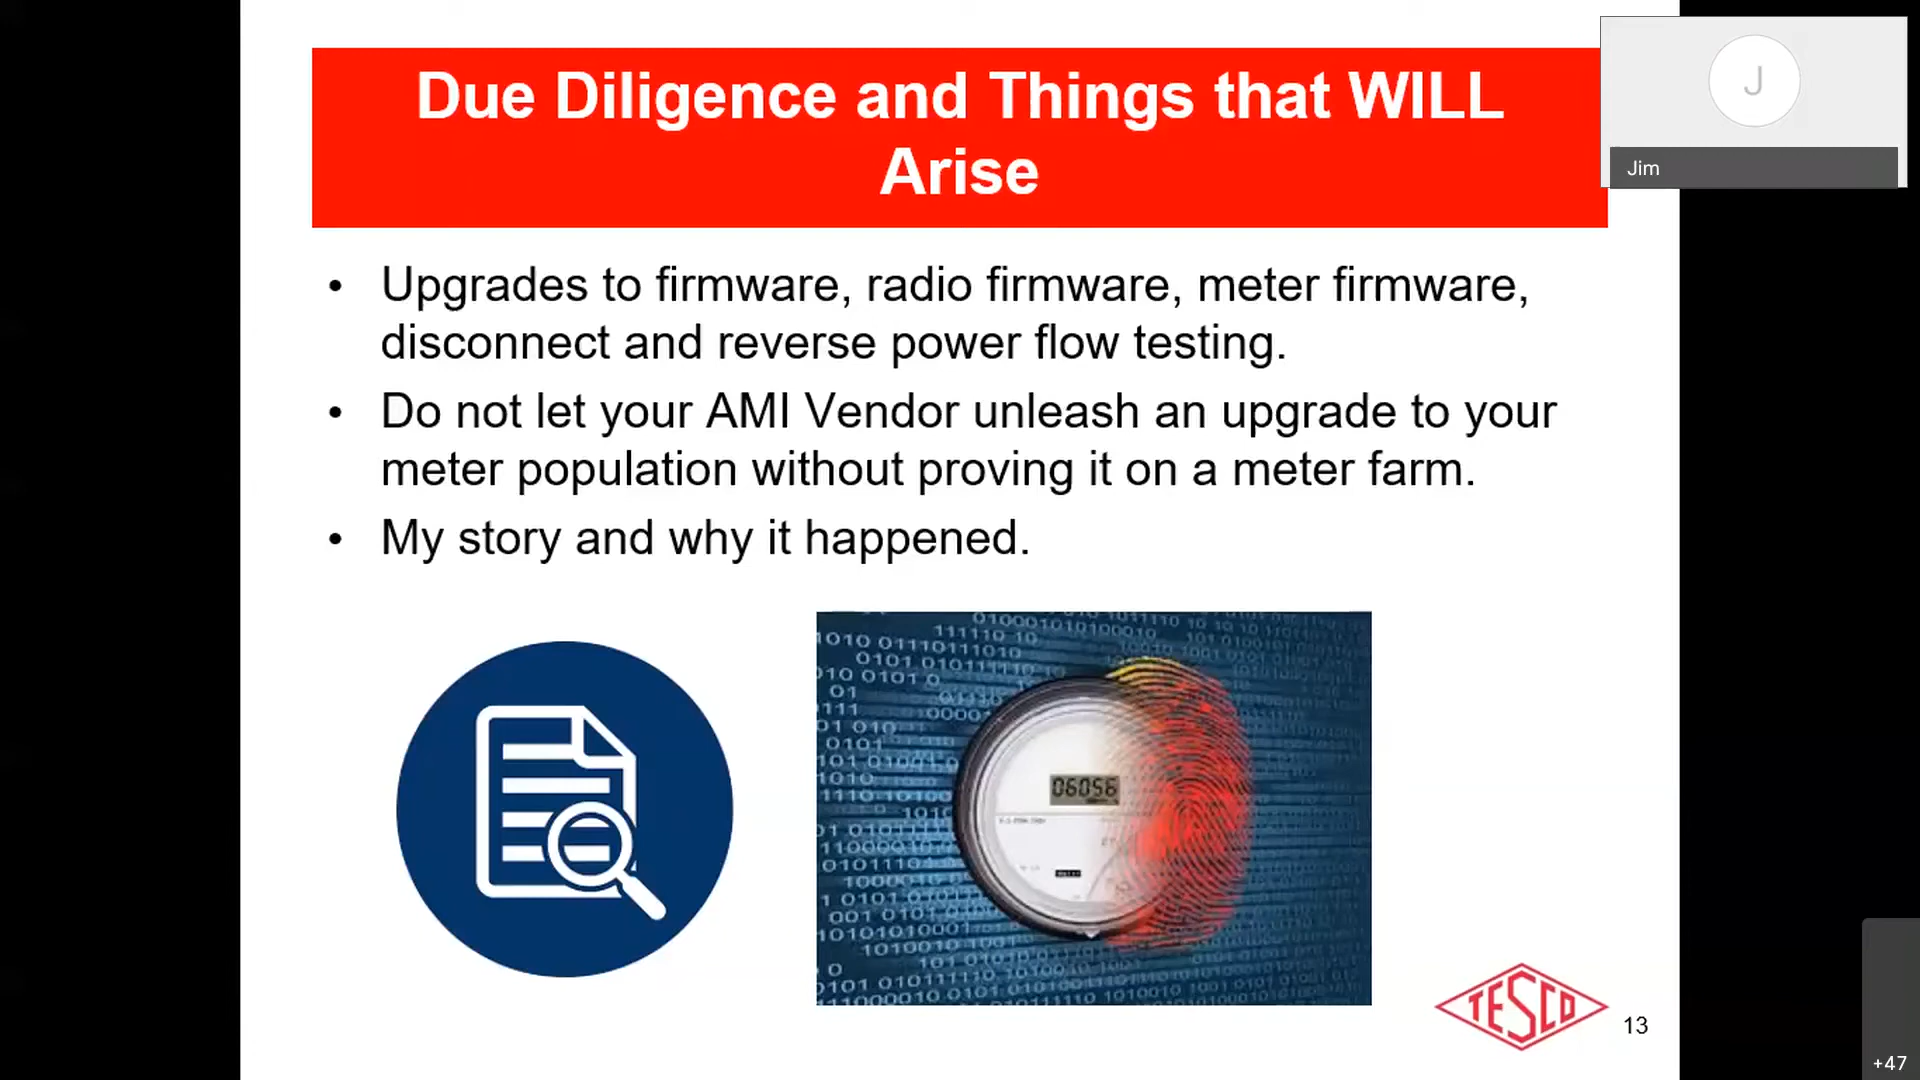 Due Diligence and Things that WILL
Arise
J
Jim
• Upgrades to firmware, radio firmware, meter firmware,
disconnect and reverse power flow testing.
• Do not let your AMI Vendor unleash an upgrade to your
meter population without proving it on a meter farm.
• My story and why it happened.
06056
TESCO
13
+47